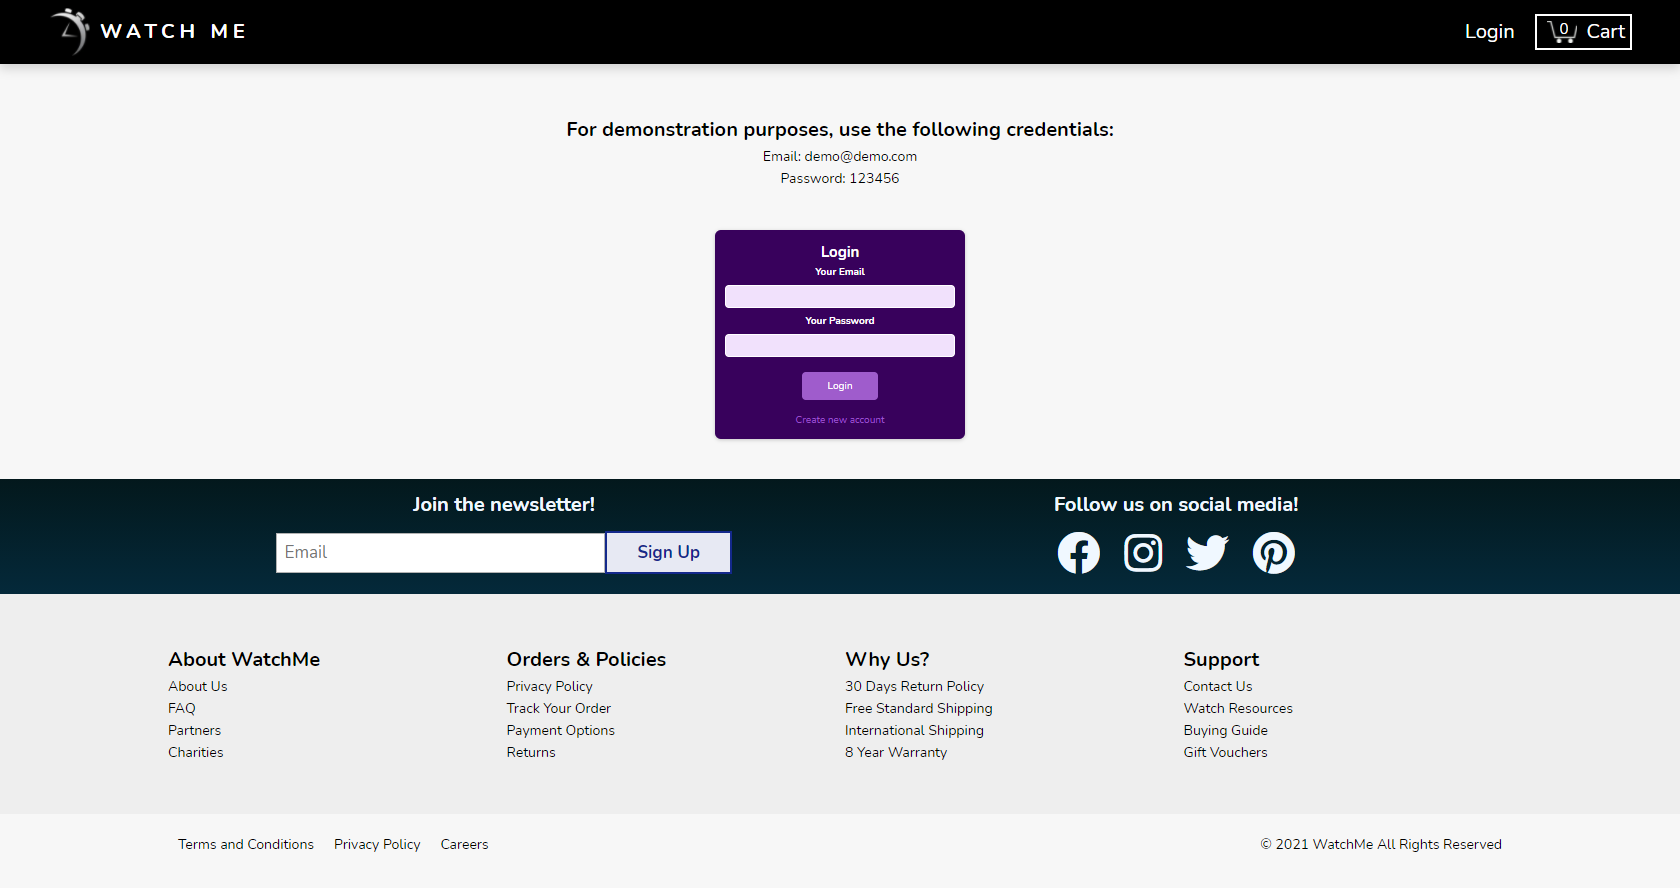 WATCH ME
Login
0
Cart
For demonstration purposes, use the following credentials:
Email: demo@demo.com
Password: 123456
Login
Your Email
Your Password
Login
Create new account
Join the newsletter!
Email
Sign Up
Follow us on social media!
About WatchMe
About Us
FAQ
Partners
Charities
Orders & Policies
Privacy Policy
Track Your Order
Payment Options
Returns
Why Us?
30 Days Return Policy
Free Standard Shipping
International Shipping
8 Year Warranty
Support
Contact Us
Watch Resources
Buying Guide
Gift Vouchers
Terms and Conditions
Privacy Policy
Careers
© 2021 WatchMe All Rights Reserved